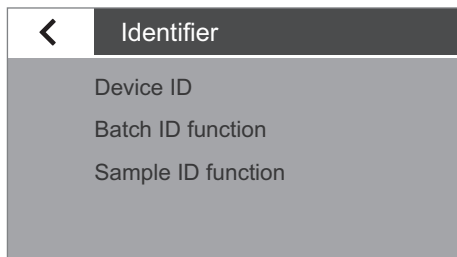 Identifier
Device ID
Batch ID function
Sample ID function